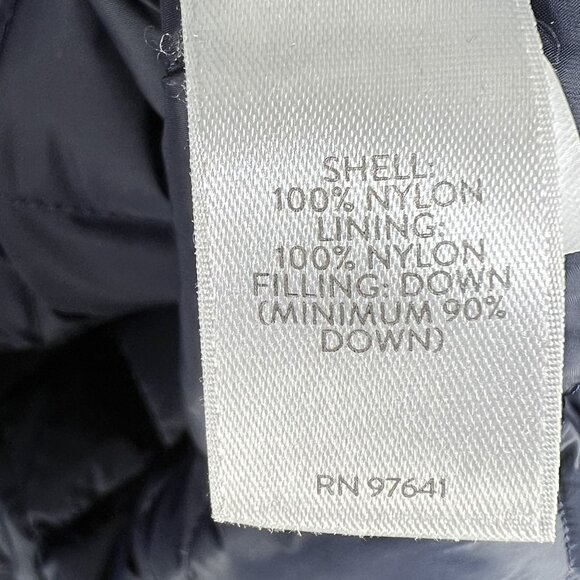 SHELL:
100% NYLON
LINING:
100% NYLON
FILLING: DOWN
(MINIMUM 90%
DOWN)
RN 97641